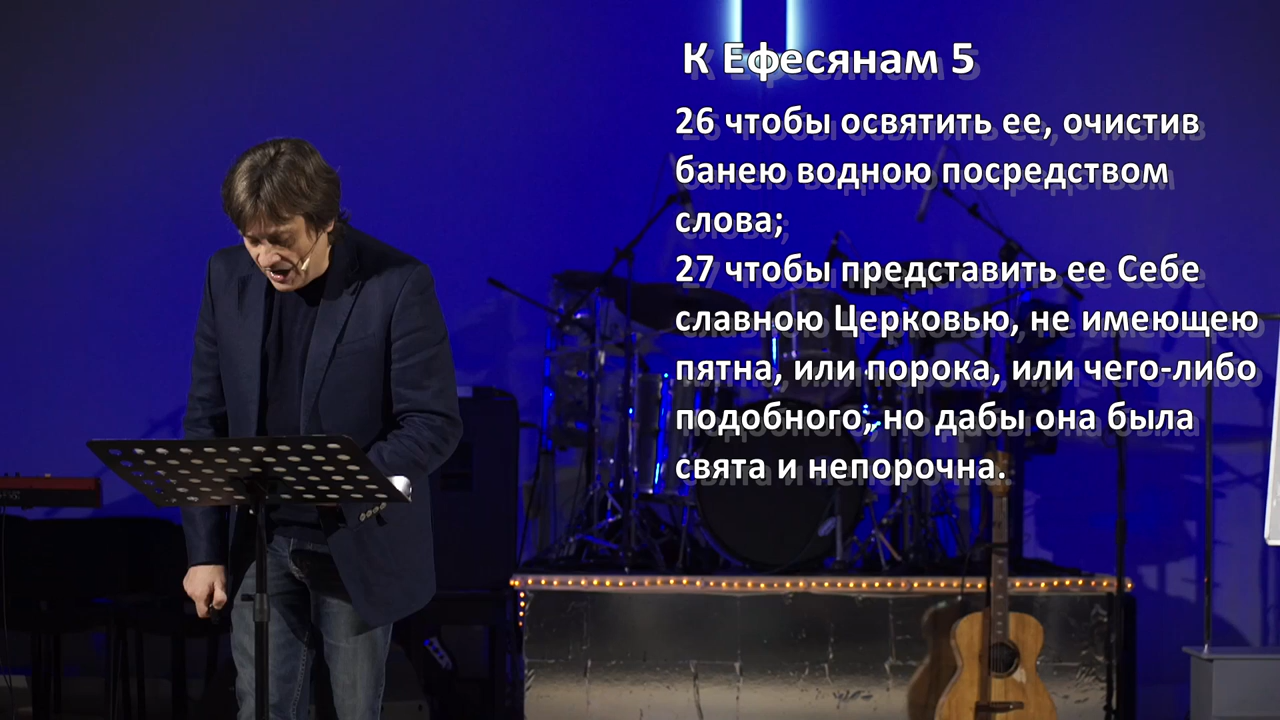 К Ефесянам 5
26 чтобы освятить ее, очистив
банею водною посредством
слова;
27 чтобы представить ее Себе
славною Церковью, не имеющею
пятна, или порока, или чего-либо
подобного, но дабы она была
свята и непорочна.